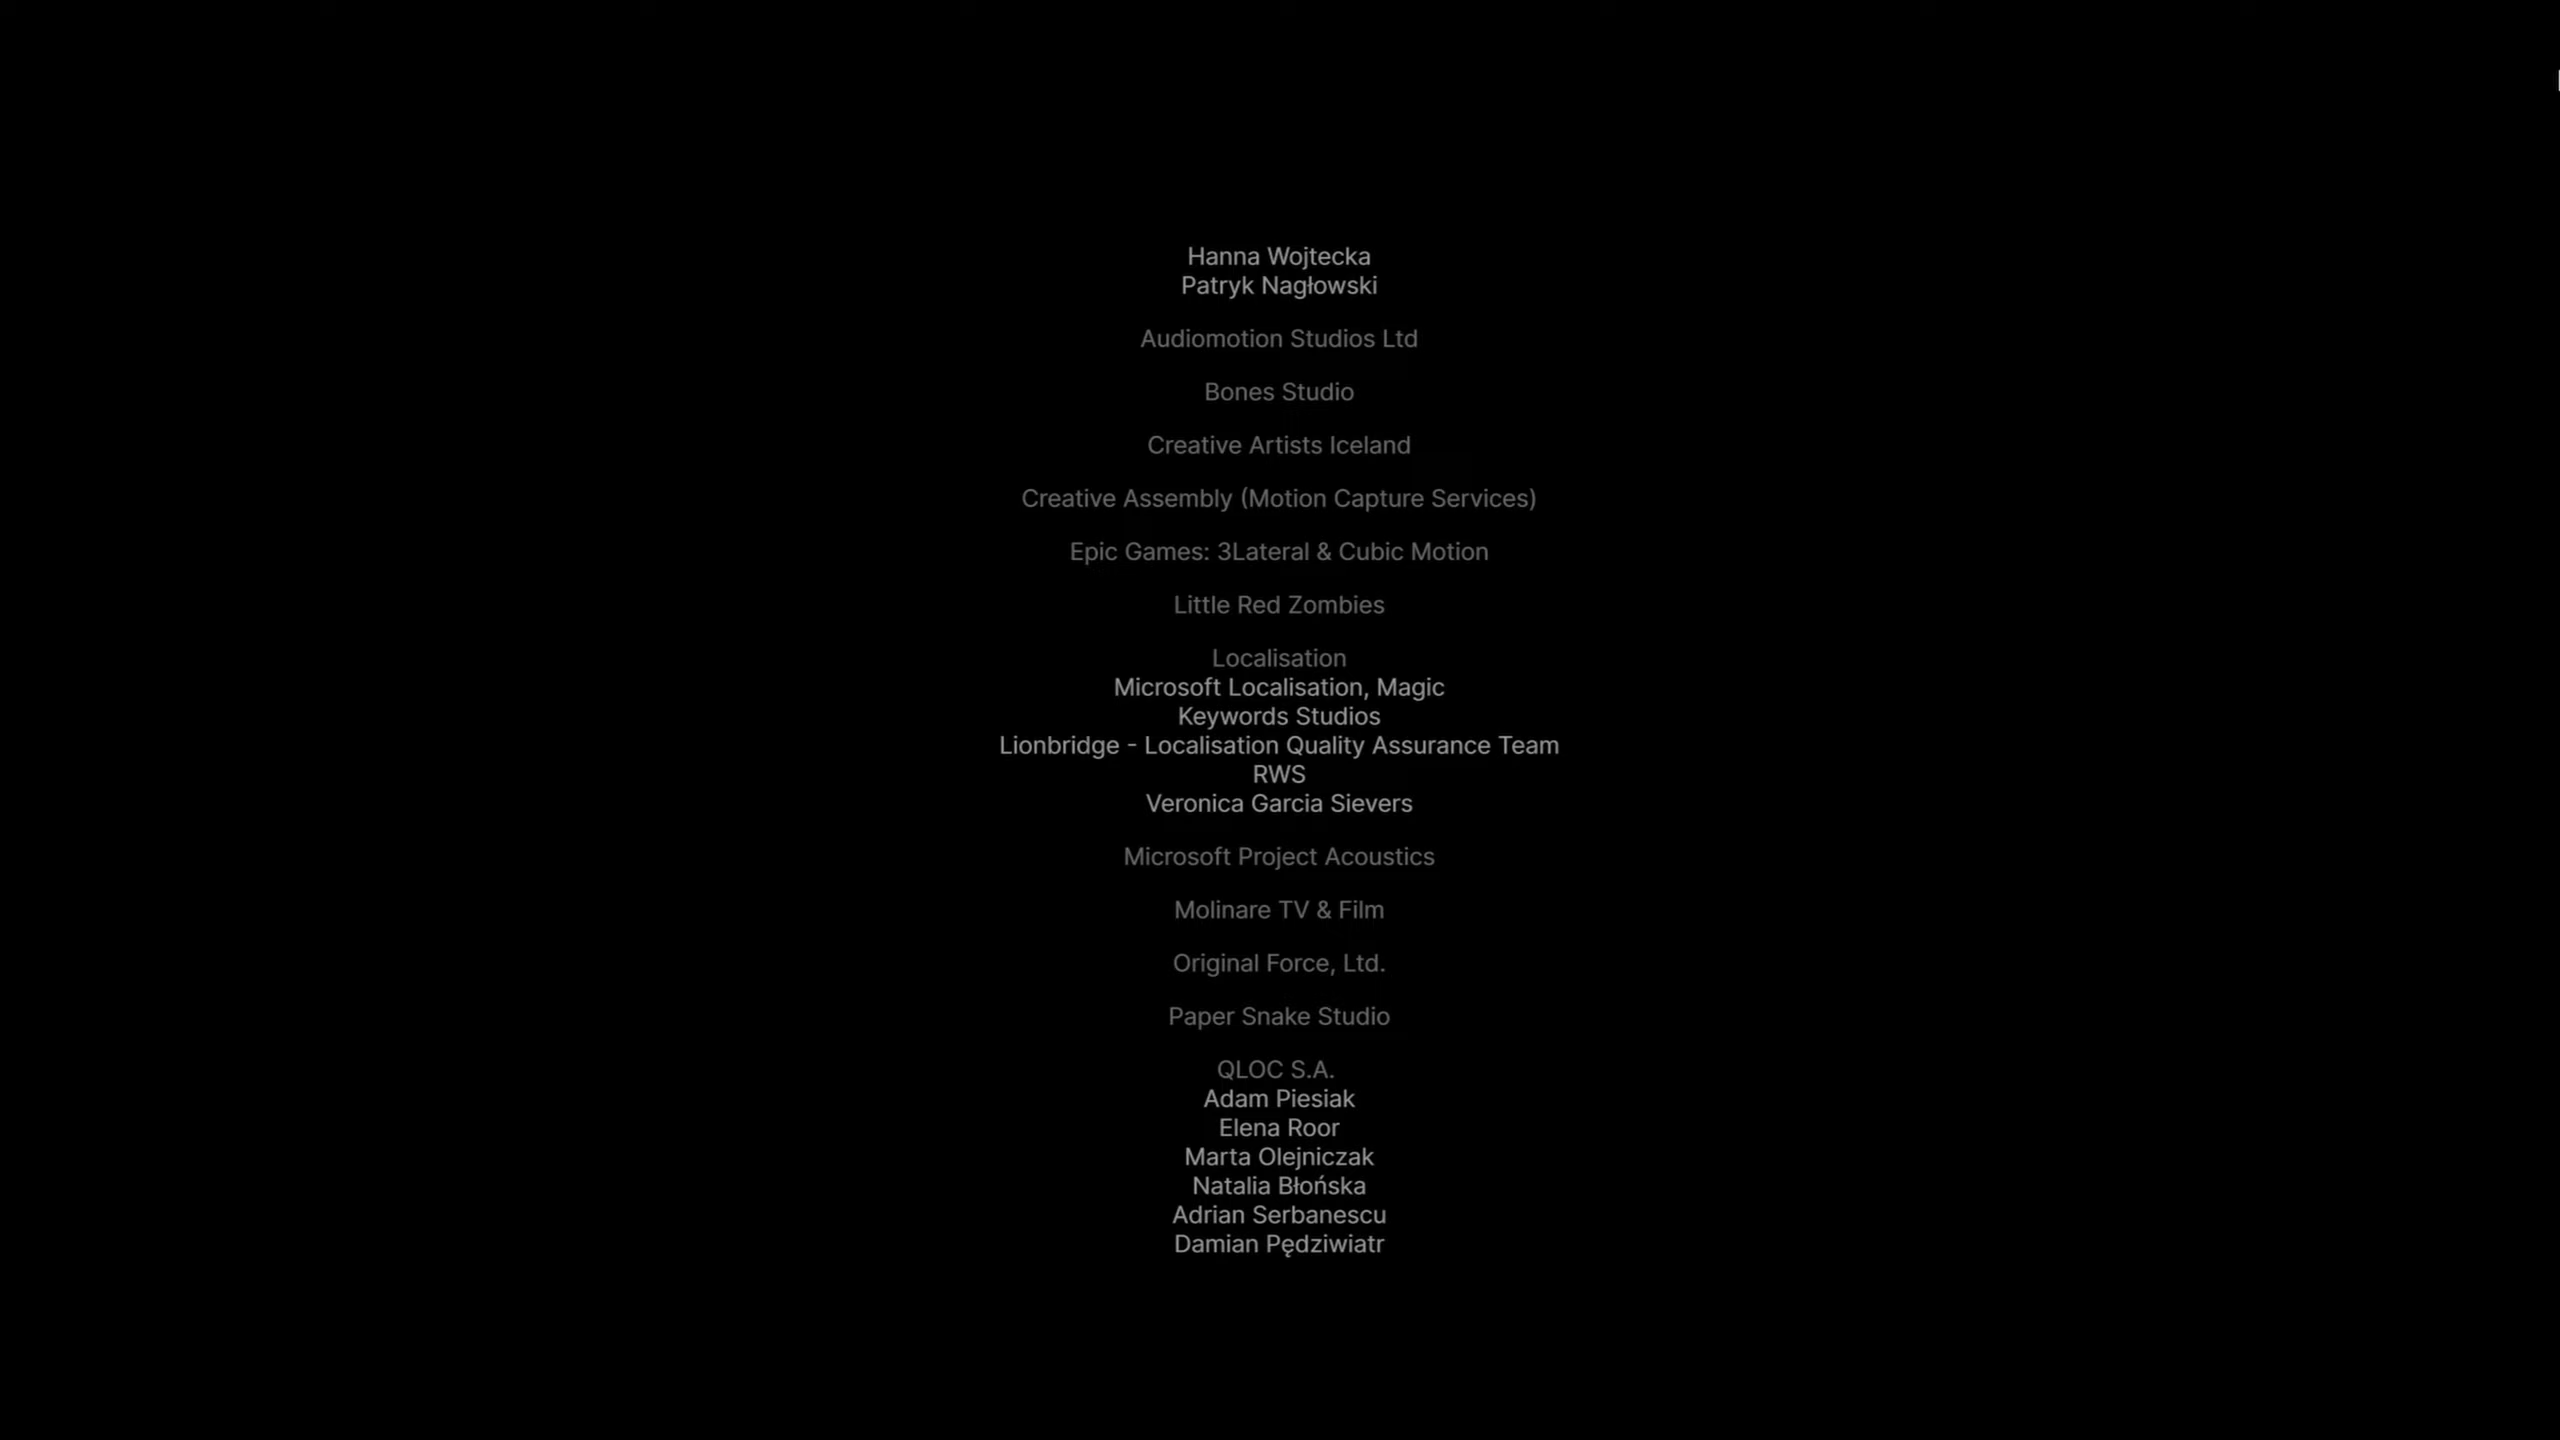 Hanna Wojtecka
Patryk Nagłowski
Audiomotion Studios Ltd
Bones Studio
Creative Artists Iceland
Creative Assembly (Motion Capture Services)
Epic Games: 3Lateral & Cubic Motion
Little Red Zombies
Localisation
Microsoft Localisation, Magic
Keywords Studios
Lionbridge - Localisation Quality Assurance Team
RWS
Veronica Garcia Sievers
Microsoft Project Acoustics
Molinare TV & Film
Original Force, Ltd.
Paper Snake Studio
QLOC S.A.
Adam Piesiak
Elena Roor
Marta Olejniczak
Natalia Błońska
Adrian Serbanescu
Damian Pędziwiatr